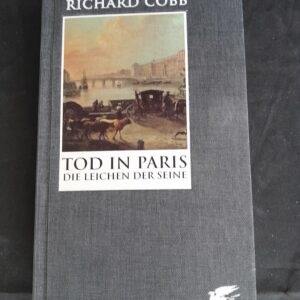 RICHARD COBB
TOD IN PARIS
DIE LEICHEN DER SEINE